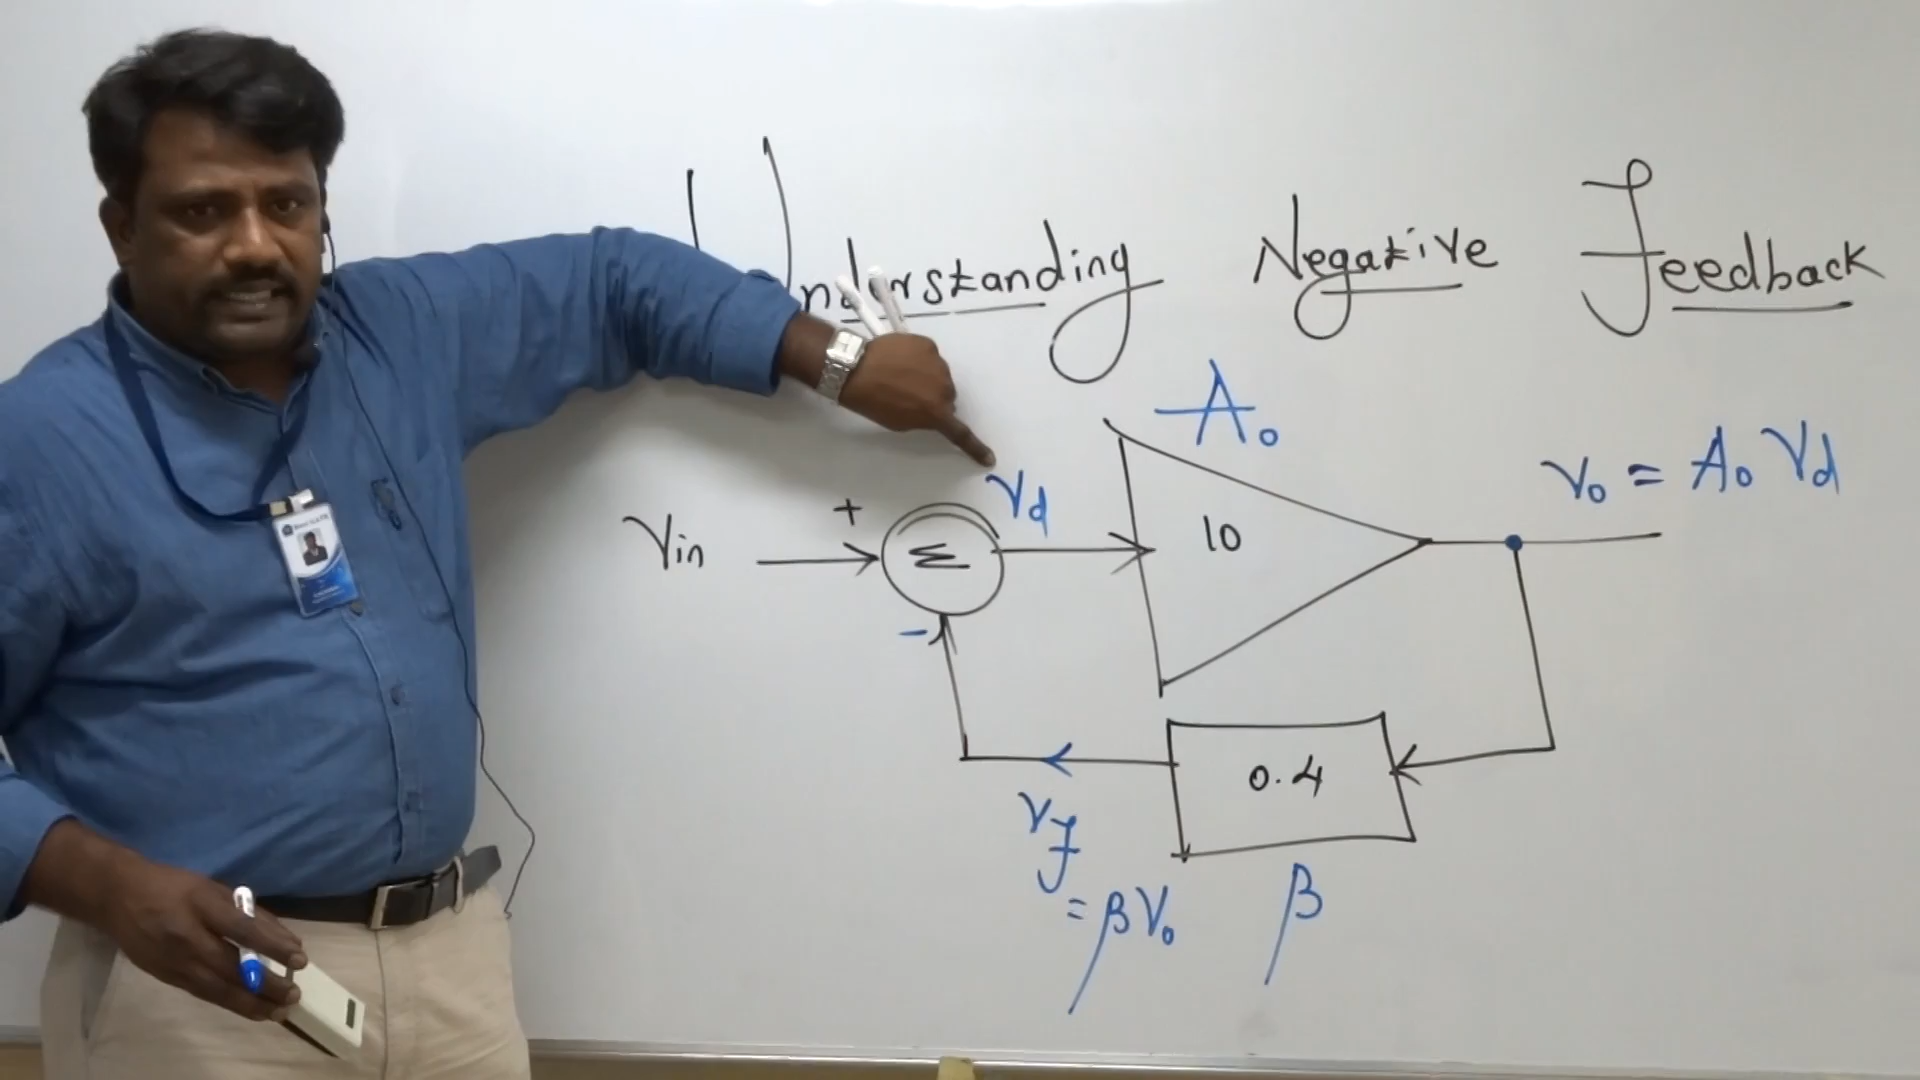 Understanding Negative Feedback
A₀
V₀ = A₀ Vd
Vd
+
Vin
Σ
10
-
0.4
Vf
= βV₀
β